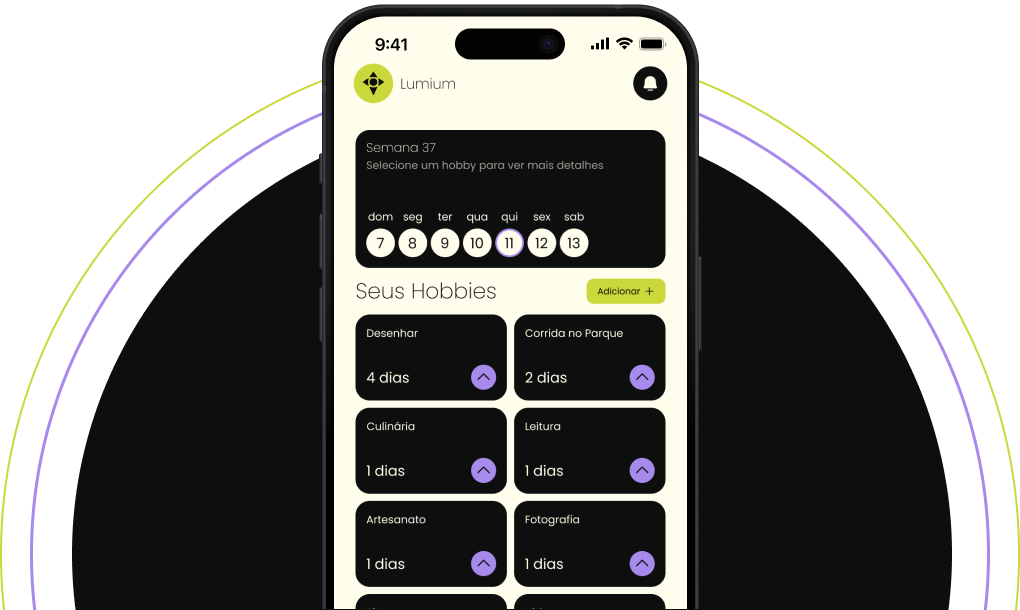 9:41
Lumium
Semana 37
Selecione um hobby para ver mais detalhes
dom seg ter qua qui sex sab
7 8 9 10 11 12 13
Seus Hobbies
Adicionar +
Desenhar
4 dias
Corrida no Parque
2 dias
Culinária
1 dias
Leitura
1 dias
Artesanato
1 dias
Fotografia
1 dias